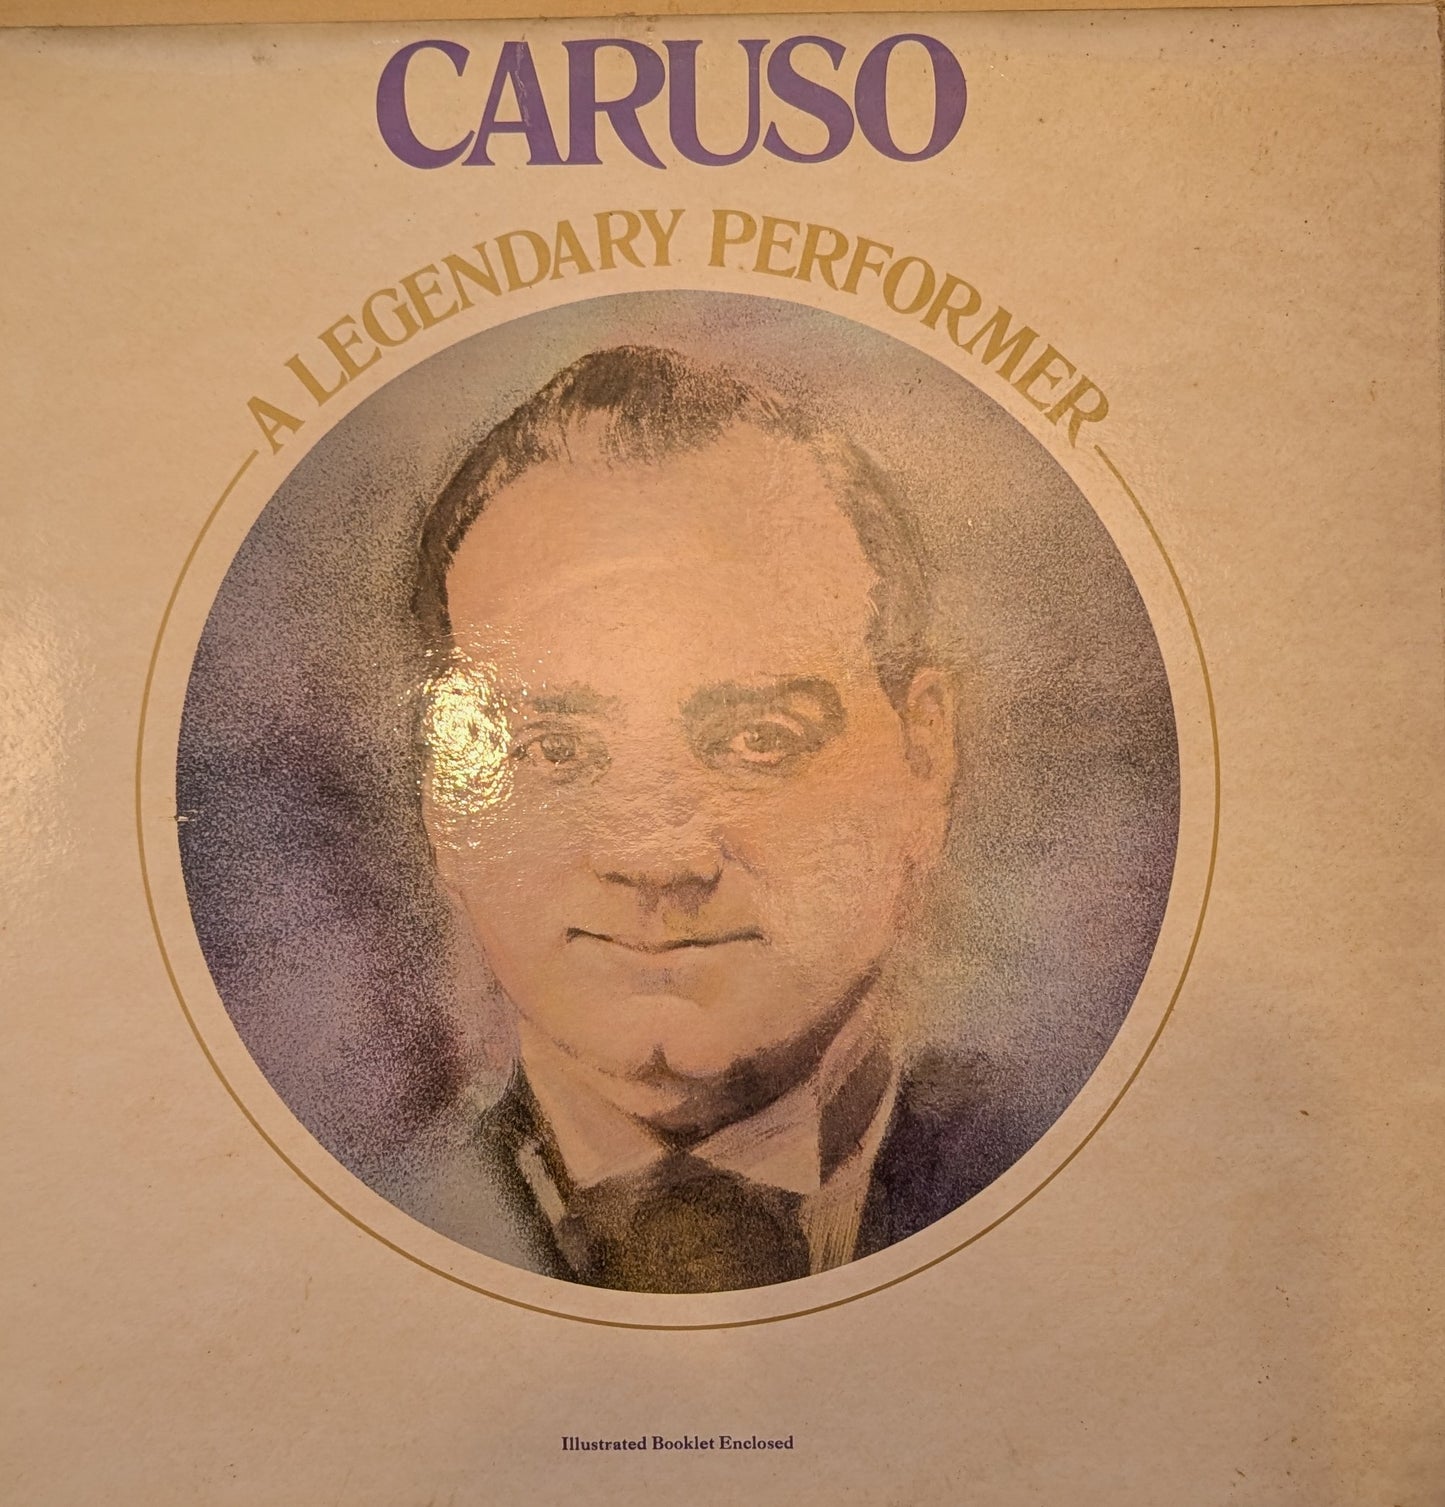 CARUSO
A LEGENDARY PERFORMER
Illustrated Booklet Enclosed